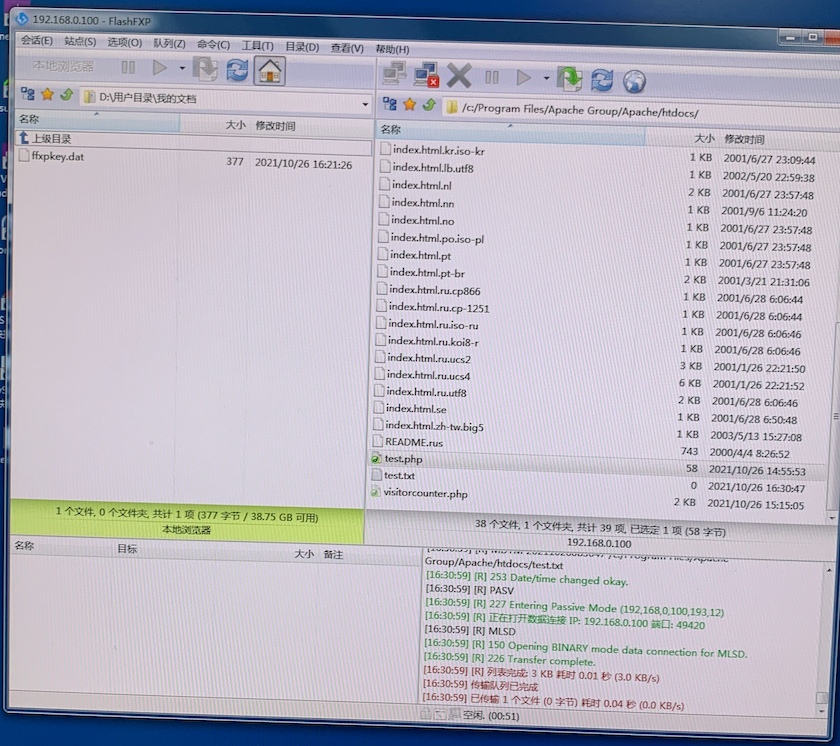 192.168.0.100 - FlashFXP
会话(E) 站点(S) 选项(O) 队列(Z) 命令(C) 工具(T) 目录(D) 查看(V) 帮助(H)
本地浏览器
D:\用户目录\我的文档
/c:/Program Files/Apache Group/Apache/htdocs/
名称 大小 修改时间
上级目录
ffxpkey.dat 377 2021/10/26 16:21:26
名称 大小 修改时间
index.html.kr.iso-kr 1 KB 2001/6/27 23:09:44
index.html.lb.utf8 1 KB 2002/5/20 22:59:38
index.html.nl 2 KB 2001/6/27 23:57:48
index.html.nn 1 KB 2001/9/6 11:24:20
index.html.no 1 KB 2001/6/27 23:57:48
index.html.po.iso-pl 1 KB 2001/6/27 23:57:48
index.html.pt 1 KB 2001/6/27 23:57:48
index.html.pt-br 2 KB 2001/3/21 21:31:06
index.html.ru.cp866 1 KB 2001/6/28 6:06:44
index.html.ru.cp-1251 1 KB 2001/6/28 6:06:44
index.html.ru.iso-ru 1 KB 2001/6/28 6:06:46
index.html.ru.koi8-r 1 KB 2001/6/28 6:06:46
index.html.ru.ucs2 3 KB 2001/1/26 22:21:50
index.html.ru.ucs4 6 KB 2001/1/26 22:21:52
index.html.ru.utf8 2 KB 2001/6/28 6:06:46
index.html.se 1 KB 2001/6/28 6:50:48
index.html.zh-tw.big5 1 KB 2003/5/13 15:27:08
README.rus 743 2000/4/4 8:26:52
test.php 58 2021/10/26 14:55:53
test.txt 0 2021/10/26 16:30:47
visitorcounter.php 2 KB 2021/10/26 15:15:05
1 个文件, 0 个文件夹, 共计 1 项 (377 字节 / 38.75 GB 可用)
本地浏览器
38 个文件, 1 个文件夹, 共计 39 项, 已选定 1 项 (58 字节)
192.168.0.100
名称 目标 大小 备注
Group/Apache/htdocs/test.txt
[16:30:59] [R] 253 Date/time changed okay.
[16:30:59] [R] PASV
[16:30:59] [R] 227 Entering Passive Mode (192,168,0,100,193,12)
[16:30:59] [R] 正在打开数据连接 IP: 192.168.0.100 端口: 49420
[16:30:59] [R] MLSD
[16:30:59] [R] 150 Opening BINARY mode data connection for MLSD.
[16:30:59] [R] 226 Transfer complete.
[16:30:59] [R] 列表完成: 3 KB 耗时 0.01 秒 (3.0 KB/s)
[16:30:59] 传输队列已完成
[16:30:59] 已传输 1 个文件 (0 字节) 耗时 0.04 秒 (0.0 KB/s)
空闲. (00:51)